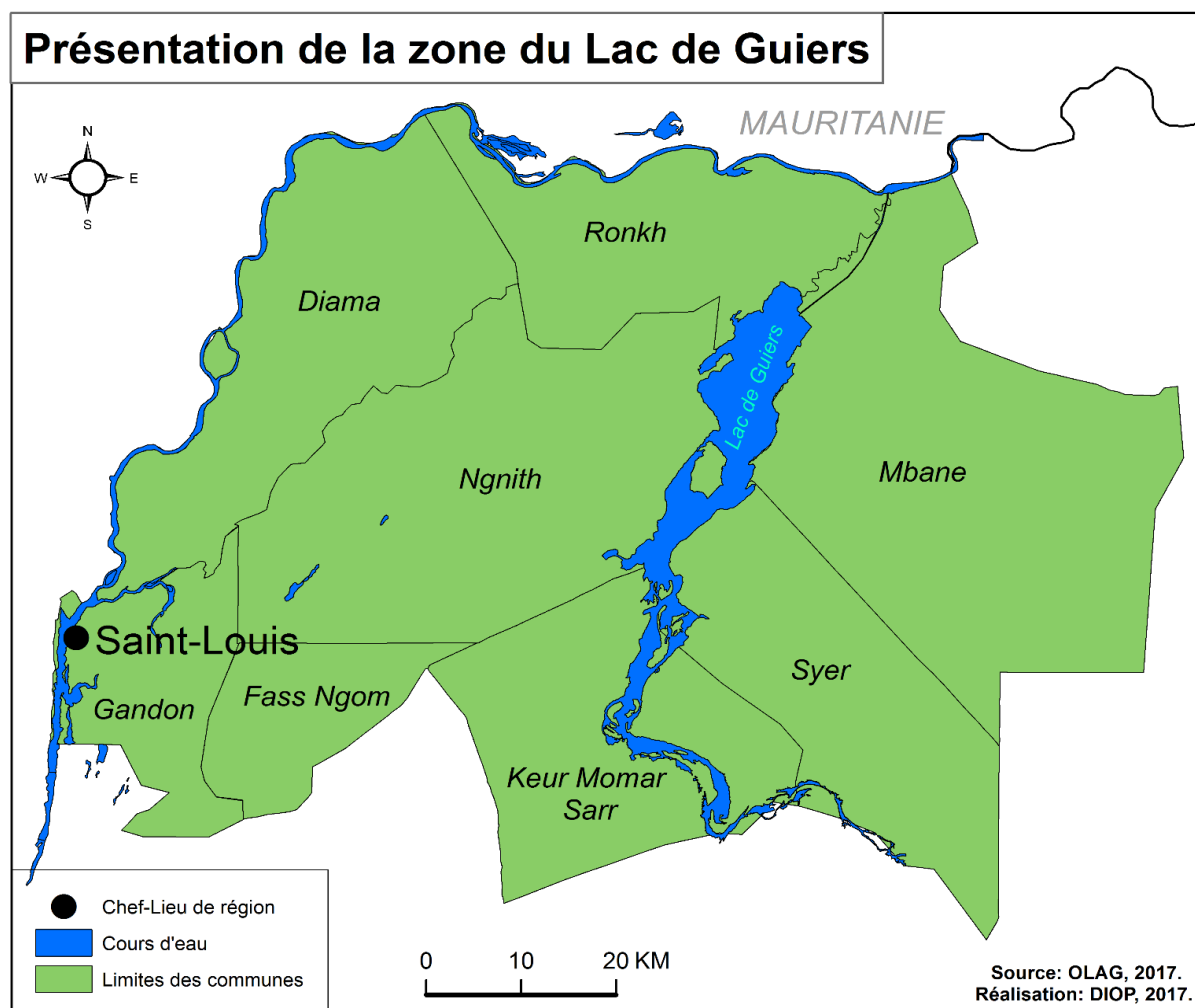 Présentation de la zone du Lac de Guiers
MAURITANIE
N
W
E
S
Ronkh
Diama
Lac de Guiers
Ngnith
Mbane
Saint-Louis
Syer
Fass Ngom
Gandon
Keur Momar
Sarr
Chef-Lieu de région
Cours d'eau
Limites des communes
0 10 20 KM
Source: OLAG, 2017.
Réalisation: DIOP, 2017.